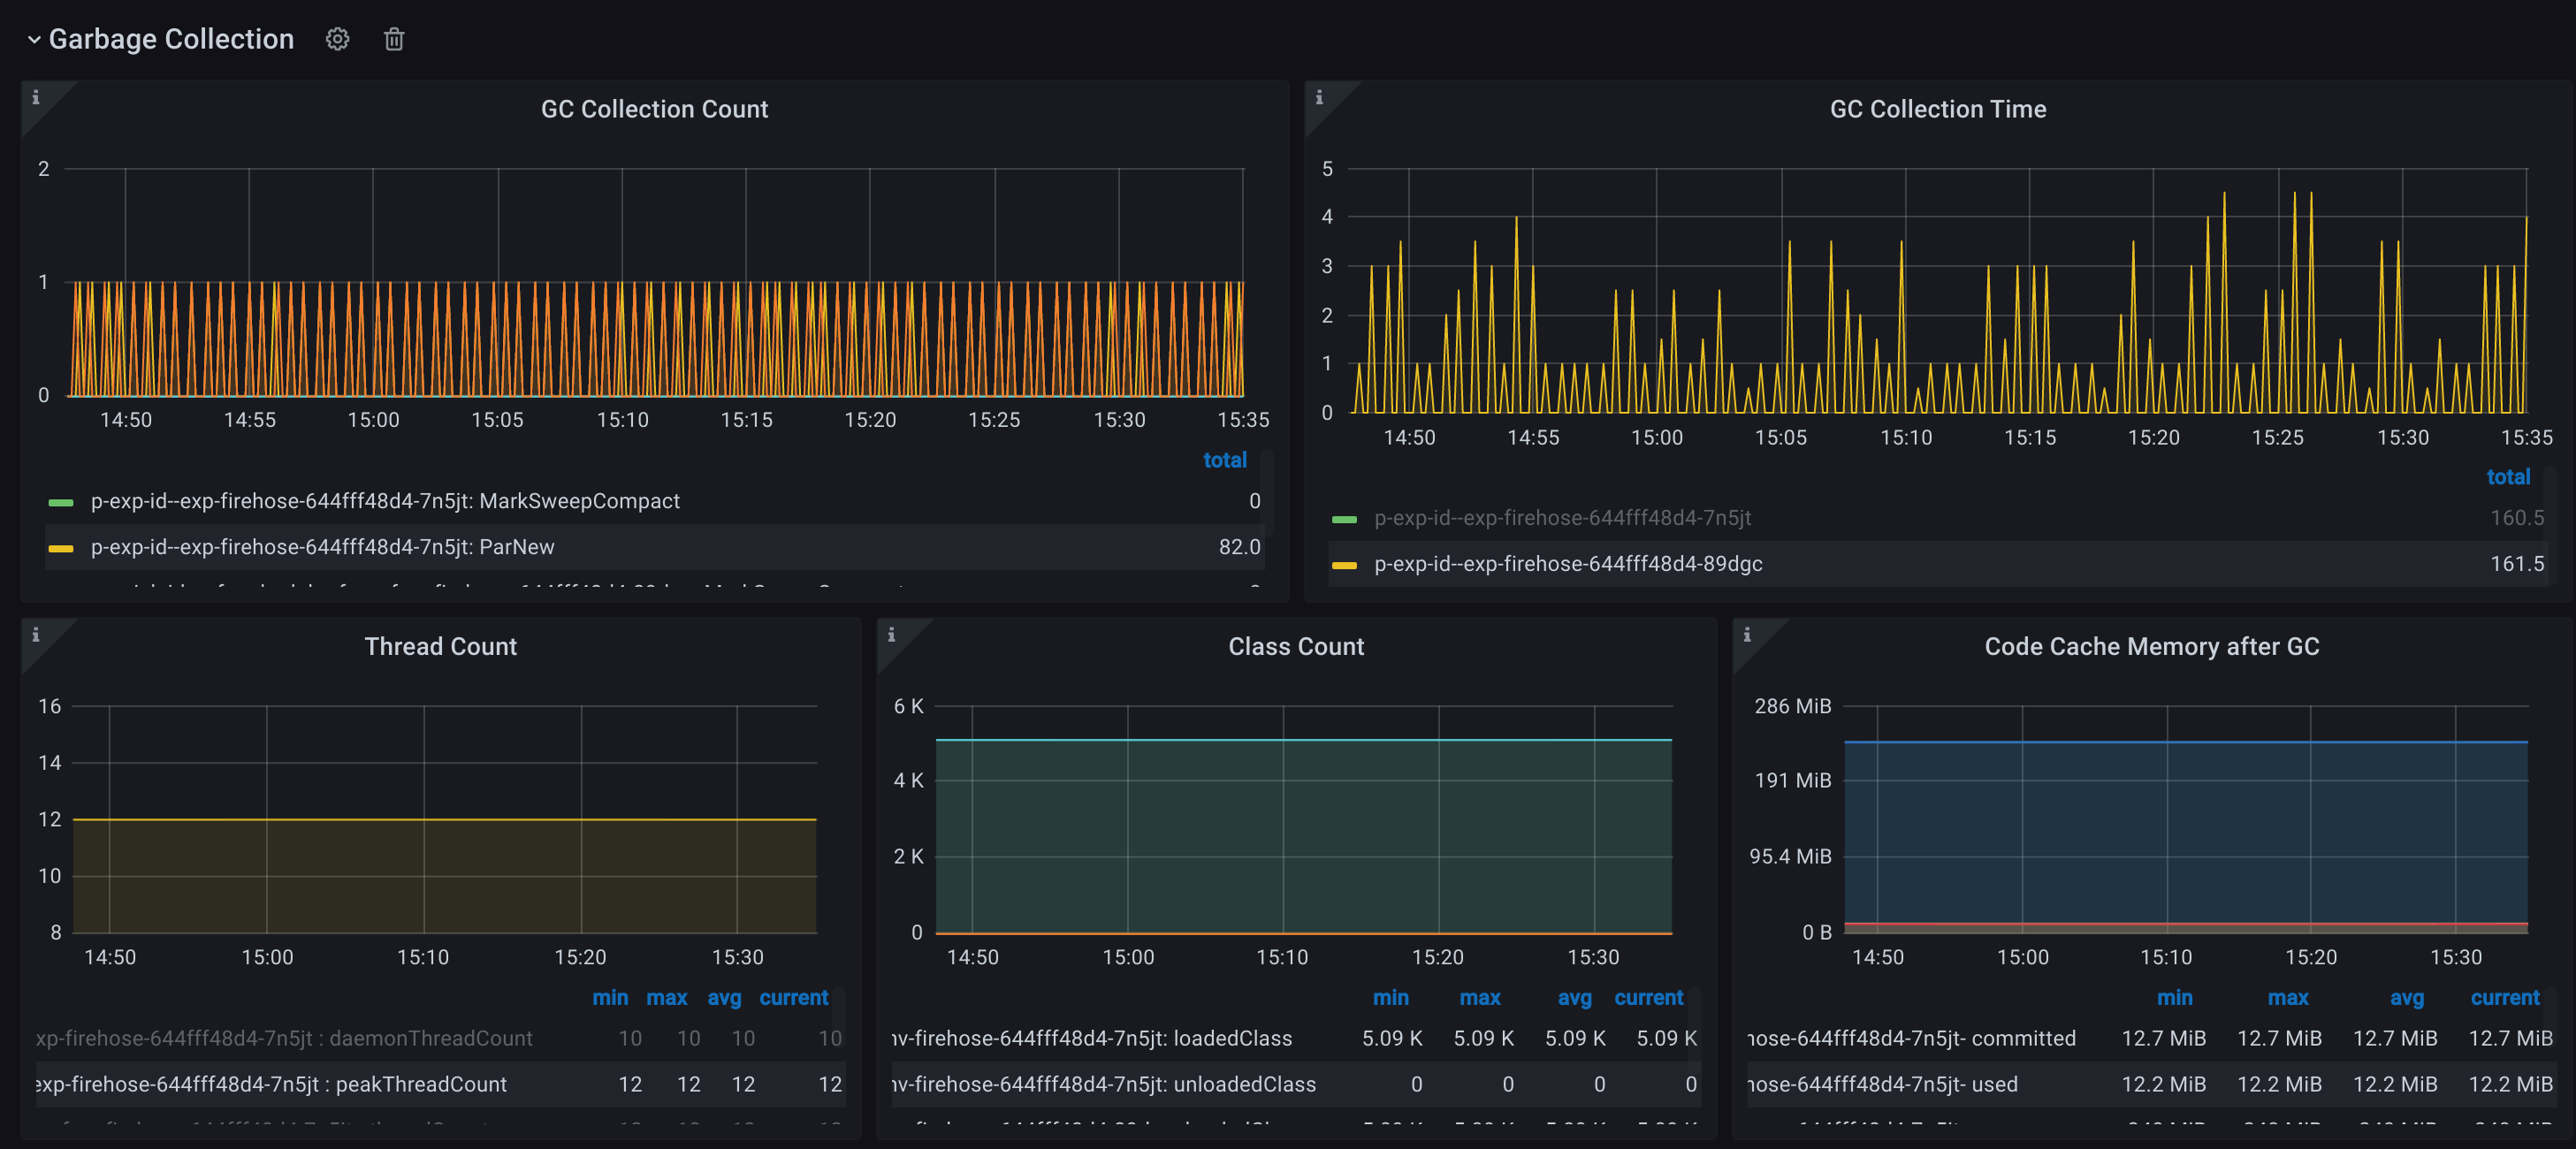 Garbage Collection
GC Collection Count
2
1
0
14:50 14:55 15:00 15:05 15:10 15:15 15:20 15:25 15:30 15:35
total
p-exp-id--exp-firehose-644fff48d4-7n5jt: MarkSweepCompact 0
p-exp-id--exp-firehose-644fff48d4-7n5jt: ParNew 82.0
GC Collection Time
5
4
3
2
1
0
14:50 14:55 15:00 15:05 15:10 15:15 15:20 15:25 15:30 15:35
total
p-exp-id--exp-firehose-644fff48d4-7n5jt 160.5
p-exp-id--exp-firehose-644fff48d4-89dgc 161.5
Thread Count
16
14
12
10
8
14:50 15:00 15:10 15:20 15:30
min max avg current
xp-firehose-644fff48d4-7n5jt : daemonThreadCount 10 10 10 10
exp-firehose-644fff48d4-7n5jt : peakThreadCount 12 12 12 12
Class Count
6 K
4 K
2 K
0
14:50 15:00 15:10 15:20 15:30
min max avg current
nv-firehose-644fff48d4-7n5jt: loadedClass 5.09 K 5.09 K 5.09 K 5.09 K
nv-firehose-644fff48d4-7n5jt: unloadedClass 0 0 0 0
Code Cache Memory after GC
286 MiB
191 MiB
95.4 MiB
0 B
14:50 15:00 15:10 15:20 15:30
min max avg current
hose-644fff48d4-7n5jt- committed 12.7 MiB 12.7 MiB 12.7 MiB 12.7 MiB
hose-644fff48d4-7n5jt- used 12.2 MiB 12.2 MiB 12.2 MiB 12.2 MiB